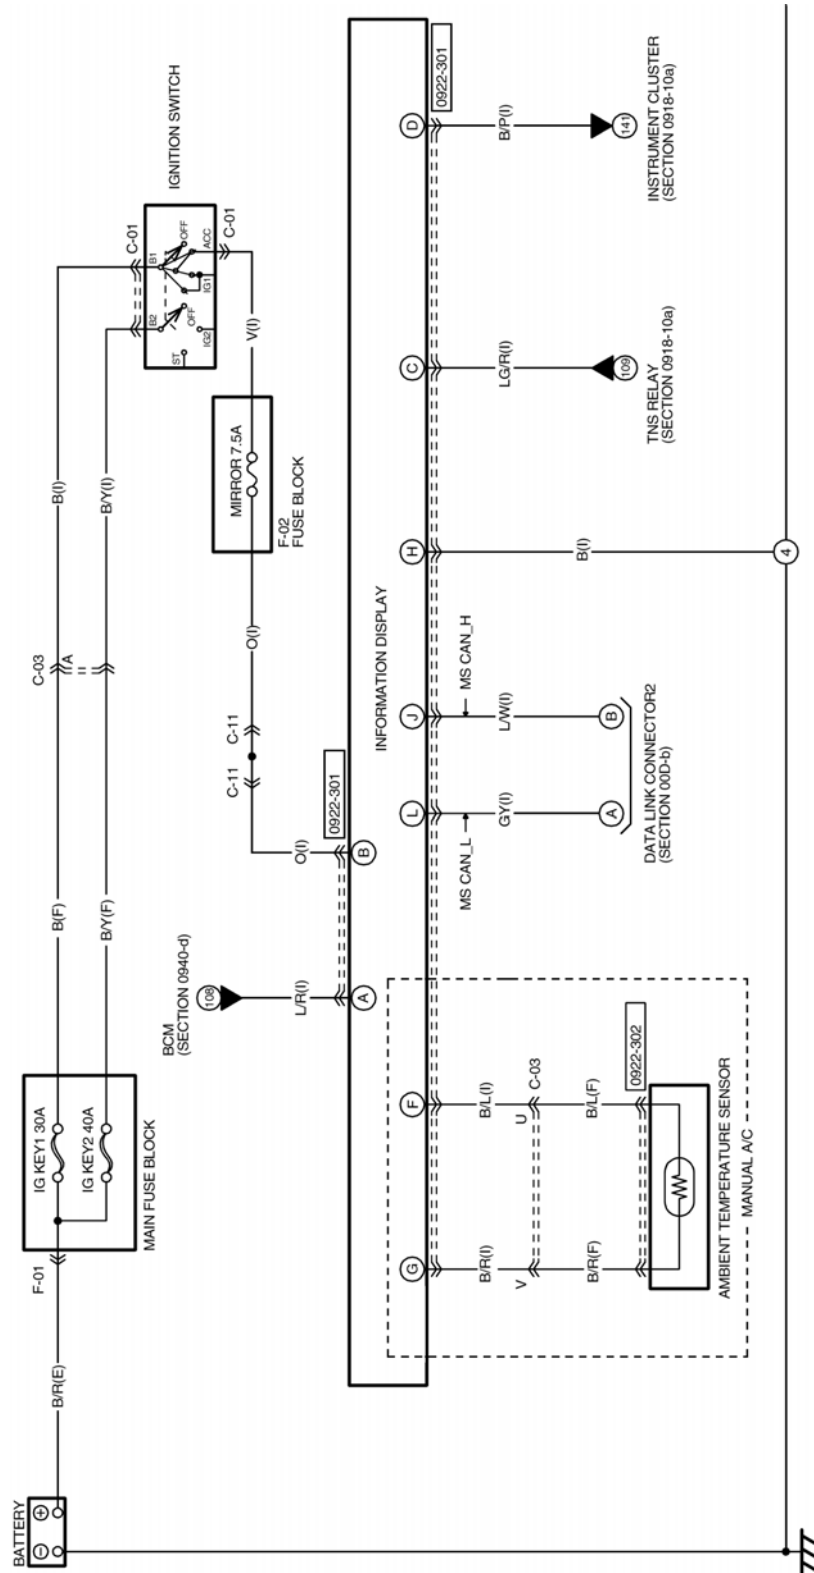 BATTERY
⊖ ⊕
B/R(E)
F-01
IG KEY1 30A
IG KEY2 40A
MAIN FUSE BLOCK
B(F)
B/Y(F)
C-03
A
B(I)
B/Y(I)
C-01
B2
B1
ST
IG2
OFF
IG1
OFF
ACC
C-01
IGNITION SWITCH
V(I)
MIRROR 7.5A
F-02
FUSE BLOCK
O(I)
C-11
C-11
O(I)
0922-301
B
BCM
(SECTION 0940-d)
108
L/R(I)
A
INFORMATION DISPLAY
0922-301
G
F
L
J
H
C
D
B/R(I)
B/L(I)
V
U
C-03
B/R(F)
B/L(F)
0922-302
AMBIENT TEMPERATURE SENSOR
MANUAL A/C
MS CAN_L
MS CAN_H
GY(I)
L/W(I)
A
B
DATA LINK CONNECTOR2
(SECTION 00D-b)
B(I)
4
LG/R(I)
109
TNS RELAY
(SECTION 0918-10a)
B/P(I)
141
INSTRUMENT CLUSTER
(SECTION 0918-10a)